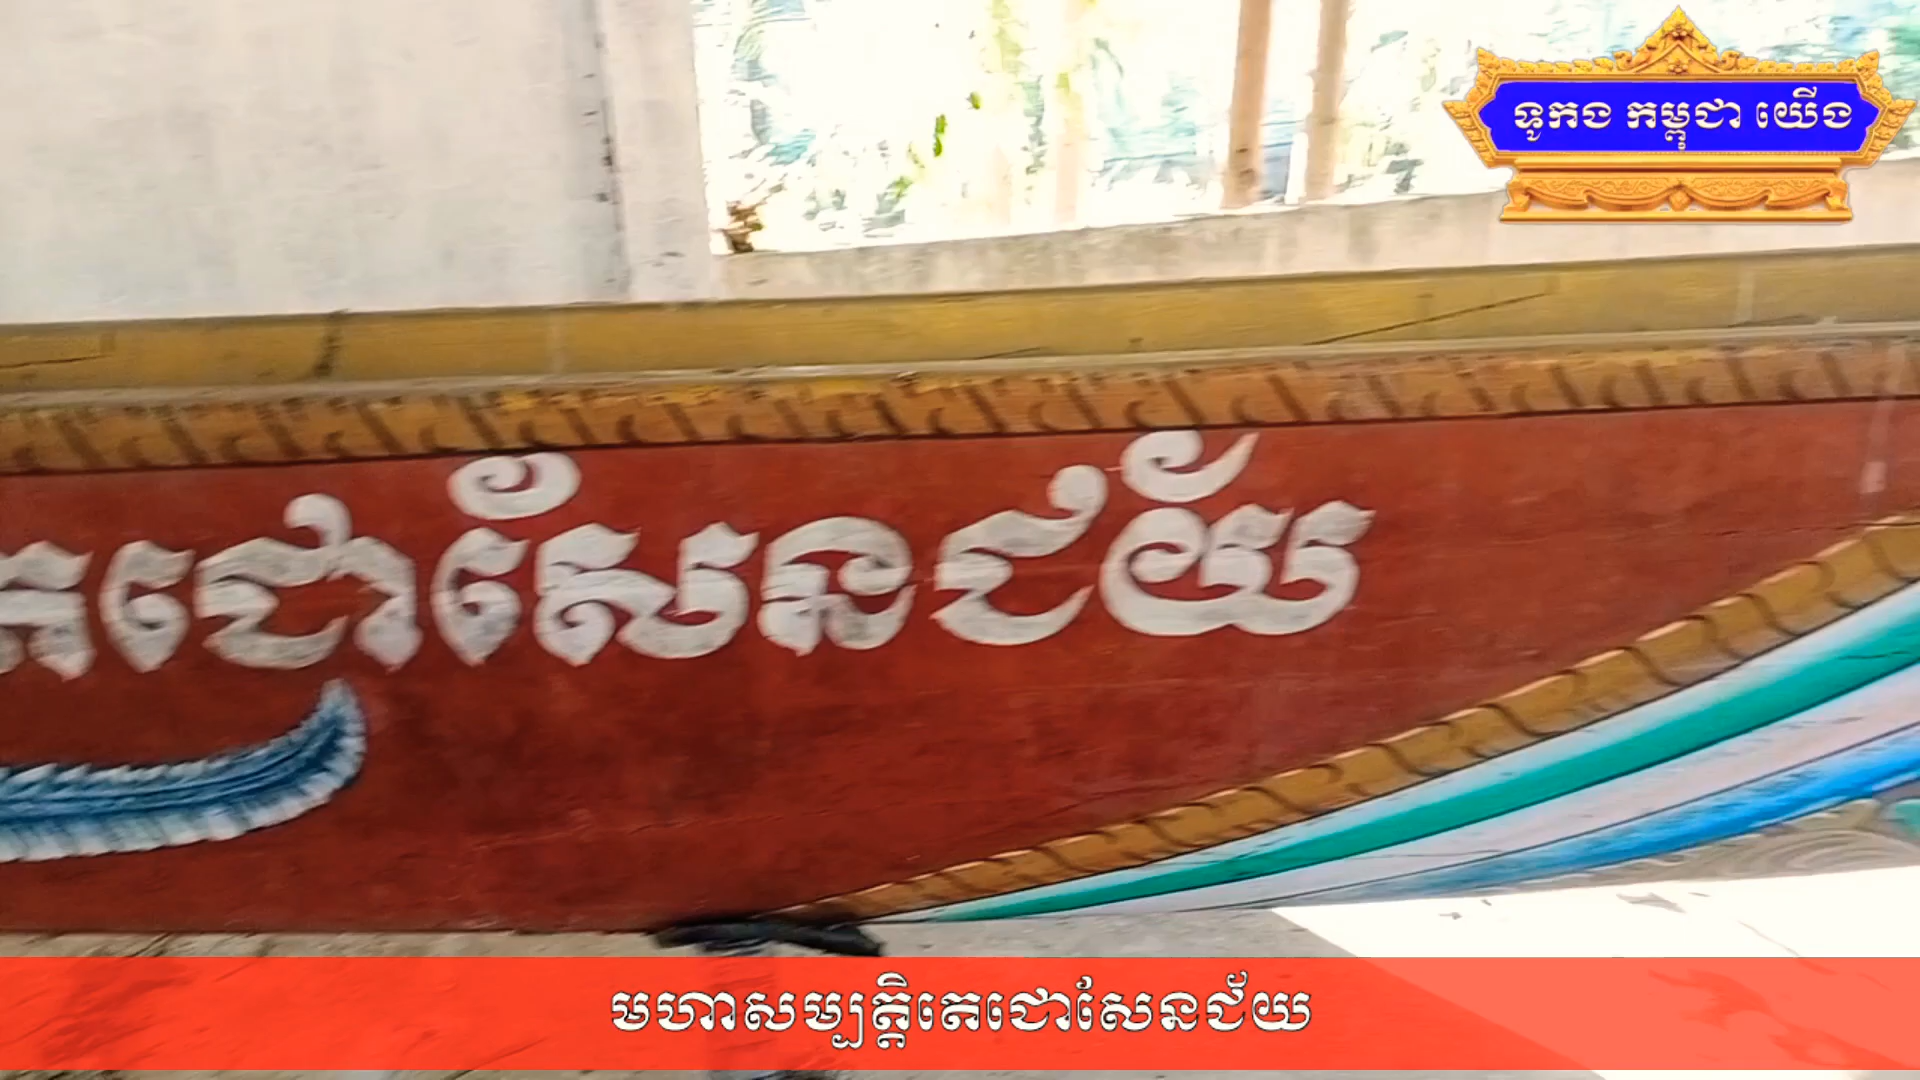 ទូកង កម្ពុជា យើង
តេជោសែនជ័យ
មហាសម្បត្តិតេជោសែនជ័យ